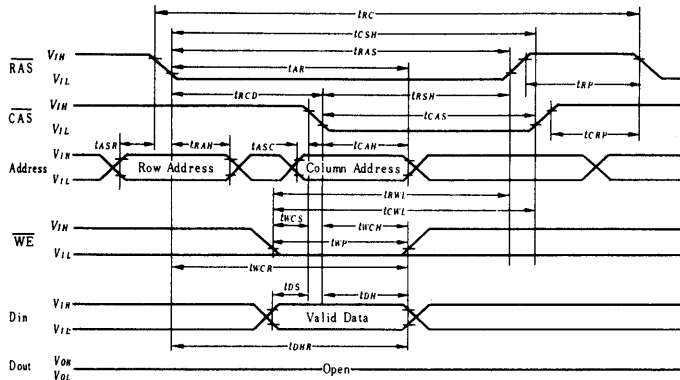 tRC
tCSH
tRAS
tAR
RAS VIH
VIL
tRP
tRCD tRSH
CAS VIH
VIL
tCAS
tCRP
tASR tRAH tASC tCAH
Address VIH
VIL
Row Address Column Address
tRWL
tCWL
tWCS tWCH
WE VIH
VIL
tWP
tWCR
tDS tDH
Din VIH
VIL
Valid Data
tDHR
Dout VOH
VOL
Open